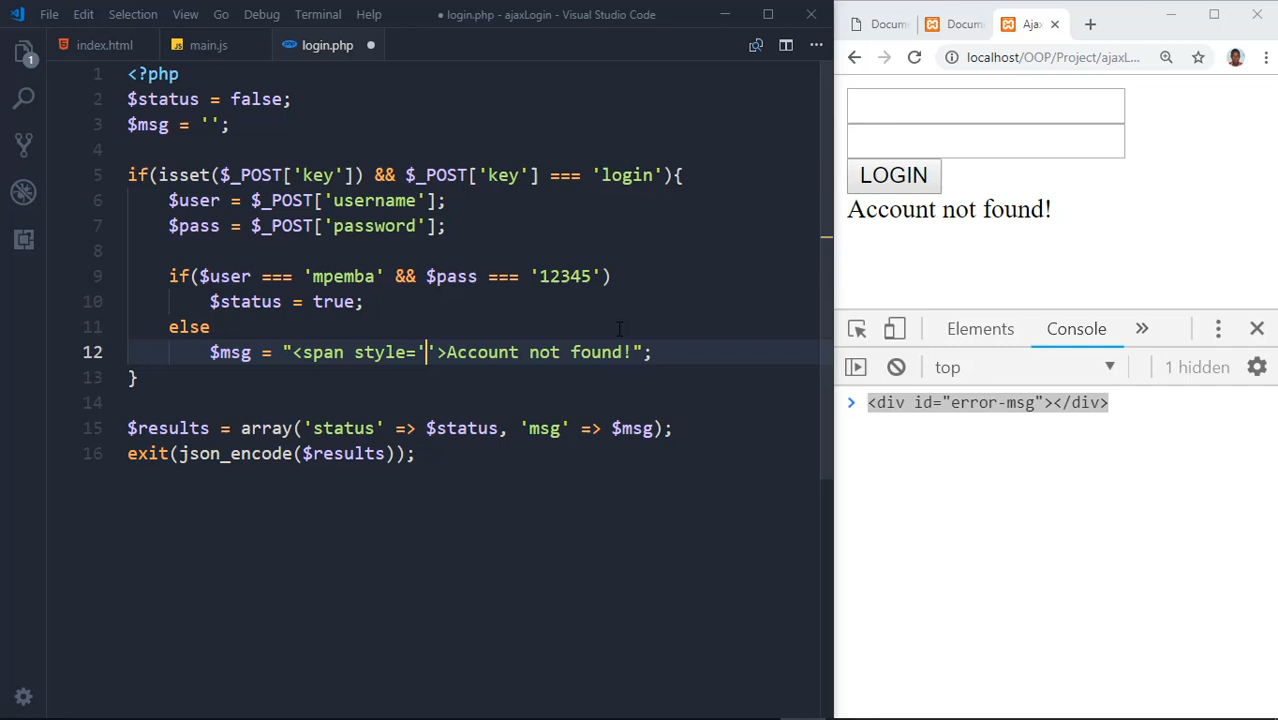 File Edit Selection View Go Debug Terminal Help
● login.php - ajaxLogin - Visual Studio Code
index.html main.js login.php
1
1 <?php
2 $status = false;
3 $msg = '';
4
5 if(isset($_POST['key']) && $_POST['key'] === 'login'){
6 $user = $_POST['username'];
7 $pass = $_POST['password'];
8
9 if($user === 'mpemba' && $pass === '12345')
10 $status = true;
11 else
12 $msg = "<span style=''>Account not found!";
13 }
14
15 $results = array('status' => $status, 'msg' => $msg);
16 exit(json_encode($results));
Docum Docum Ajax
localhost/OOP/Project/ajaxL...
LOGIN
Account not found!
Elements Console
top 1 hidden
<div id="error-msg"></div>